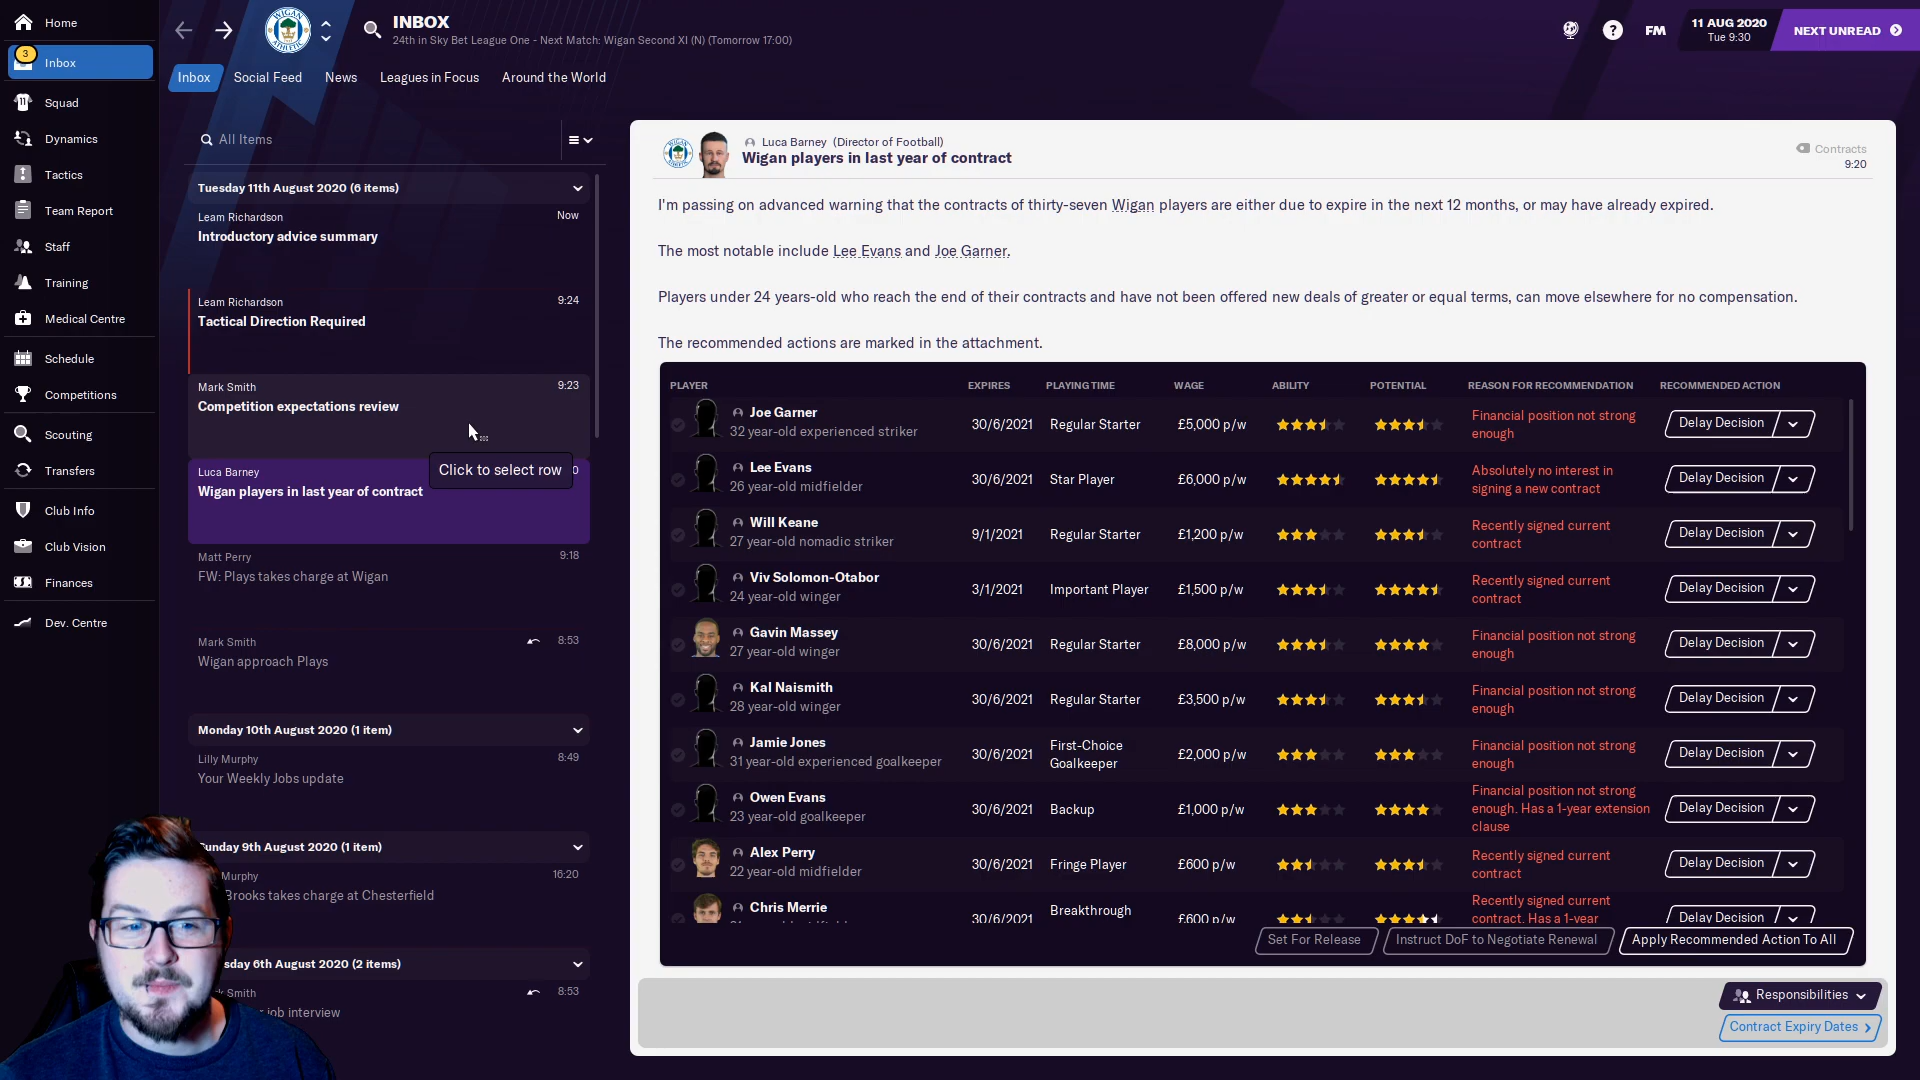 Home
3
Inbox
Squad
Dynamics
Tactics
Team Report
Staff
Training
Medical Centre
Schedule
Competitions
Scouting
Transfers
Club Info
Club Vision
Finances
Dev. Centre
INBOX
24th in Sky Bet League One - Next Match: Wigan Second XI (N) (Tomorrow 17:00)
FM
11 AUG 2020
Tue 9:30
NEXT UNREAD
Inbox Social Feed News Leagues in Focus Around the World
All Items
Tuesday 11th August 2020 (6 items)
Leam Richardson Now
Introductory advice summary
Leam Richardson 9:24
Tactical Direction Required
Mark Smith 9:23
Competition expectations review
Click to select row
Luca Barney
Wigan players in last year of contract
Matt Perry 9:18
FW: Plays takes charge at Wigan
Mark Smith 8:53
Wigan approach Plays
Monday 10th August 2020 (1 item)
Lilly Murphy 8:49
Your Weekly Jobs update
Sunday 9th August 2020 (1 item)
Murphy 16:20
Brooks takes charge at Chesterfield
sday 6th August 2020 (2 items)
Smith 8:53
job interview
Luca Barney (Director of Football)
Wigan players in last year of contract
Contracts
9:20
I'm passing on advanced warning that the contracts of thirty-seven Wigan players are either due to expire in the next 12 months, or may have already expired.
The most notable include Lee Evans and Joe Garner.
Players under 24 years-old who reach the end of their contracts and have not been offered new deals of greater or equal terms, can move elsewhere for no compensation.
The recommended actions are marked in the attachment.
PLAYER EXPIRES PLAYING TIME WAGE ABILITY POTENTIAL REASON FOR RECOMMENDATION RECOMMENDED ACTION
Joe Garner
32 year-old experienced striker
30/6/2021 Regular Starter £5,000 p/w
Financial position not strong
enough
Delay Decision
Lee Evans
26 year-old midfielder
30/6/2021 Star Player £6,000 p/w
Absolutely no interest in
signing a new contract
Delay Decision
Will Keane
27 year-old nomadic striker
9/1/2021 Regular Starter £1,200 p/w
Recently signed current
contract
Delay Decision
Viv Solomon-Otabor
24 year-old winger
3/1/2021 Important Player £1,500 p/w
Recently signed current
contract
Delay Decision
Gavin Massey
27 year-old winger
30/6/2021 Regular Starter £8,000 p/w
Financial position not strong
enough
Delay Decision
Kal Naismith
28 year-old winger
30/6/2021 Regular Starter £3,500 p/w
Financial position not strong
enough
Delay Decision
Jamie Jones
31 year-old experienced goalkeeper
30/6/2021
First-Choice
Goalkeeper
£2,000 p/w
Financial position not strong
enough
Delay Decision
Owen Evans
23 year-old goalkeeper
30/6/2021 Backup £1,000 p/w
Financial position not strong
enough. Has a 1-year extension
clause
Delay Decision
Alex Perry
22 year-old midfielder
30/6/2021 Fringe Player £600 p/w
Recently signed current
contract
Delay Decision
Chris Merrie
30/6/2021
Breakthrough
£600 p/w
Recently signed current
contract. Has a 1-year
Delay Decision
Set For Release Instruct DoF to Negotiate Renewal Apply Recommended Action To All
Responsibilities
Contract Expiry Dates